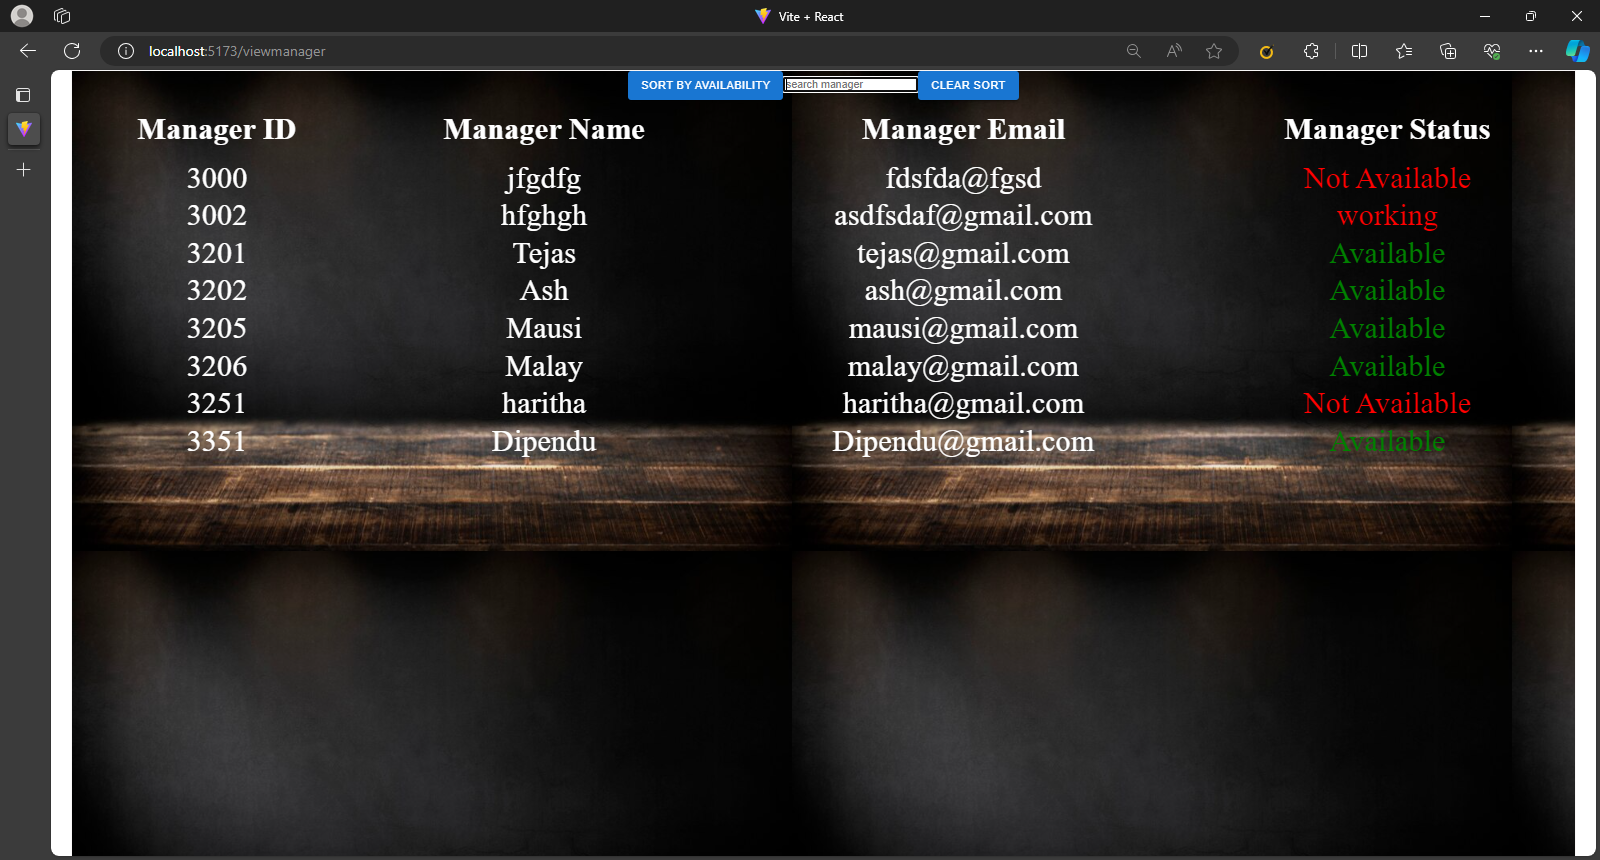 Vite + React
localhost:5173/viewmanager
SORT BY AVAILABILITY search manager CLEAR SORT
Manager ID Manager Name Manager Email Manager Status
3000 jfgdfg fdsfda@fgsd Not Available
3002 hfghgh asdfsdaf@gmail.com working
3201 Tejas tejas@gmail.com Available
3202 Ash ash@gmail.com Available
3205 Mausi mausi@gmail.com Available
3206 Malay malay@gmail.com Available
3251 haritha haritha@gmail.com Not Available
3351 Dipendu Dipendu@gmail.com Available